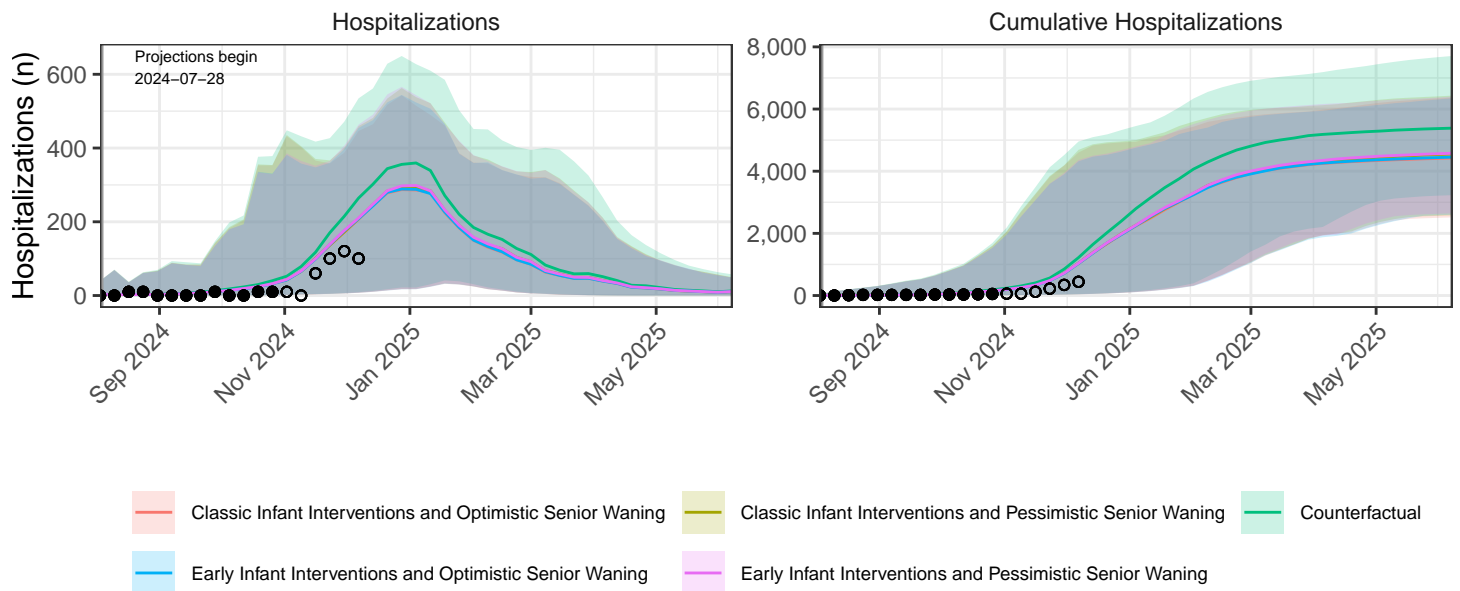 Hospitalizations
Cumulative Hospitalizations
Hospitalizations (n)
Projections begin
2024−07−28
600
400
200
0
8,000
6,000
4,000
2,000
0
Sep 2024
Nov 2024
Jan 2025
Mar 2025
May 2025
Sep 2024
Nov 2024
Jan 2025
Mar 2025
May 2025
Classic Infant Interventions and Optimistic Senior Waning
Classic Infant Interventions and Pessimistic Senior Waning
Counterfactual
Early Infant Interventions and Optimistic Senior Waning
Early Infant Interventions and Pessimistic Senior Waning